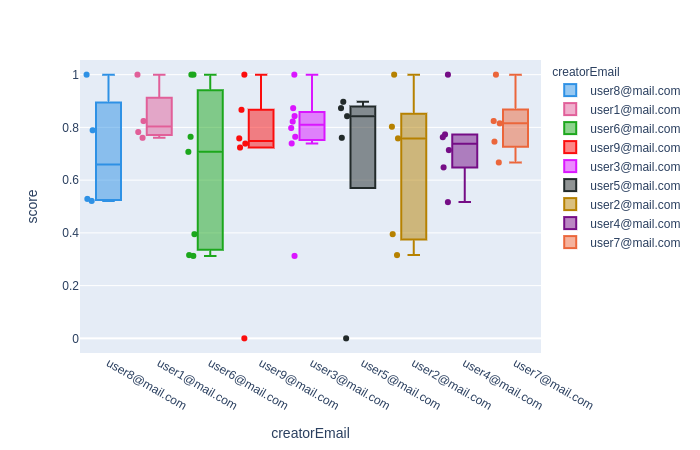 creatorEmail
user8@mail.com
user1@mail.com
user6@mail.com
user9@mail.com
user3@mail.com
user5@mail.com
user2@mail.com
user4@mail.com
user7@mail.com
1
0.8
0.6
0.4
0.2
0
score
user8@mail.com
user1@mail.com
user6@mail.com
user9@mail.com
user3@mail.com
user5@mail.com
user2@mail.com
user4@mail.com
user7@mail.com
creatorEmail